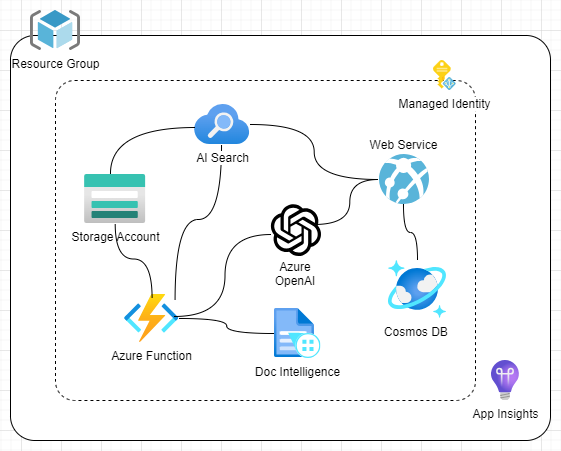 Resource Group
Managed Identity
AI Search
Web Service
Storage Account
Azure
OpenAI
Azure Function
Doc Intelligence
Cosmos DB
App Insights